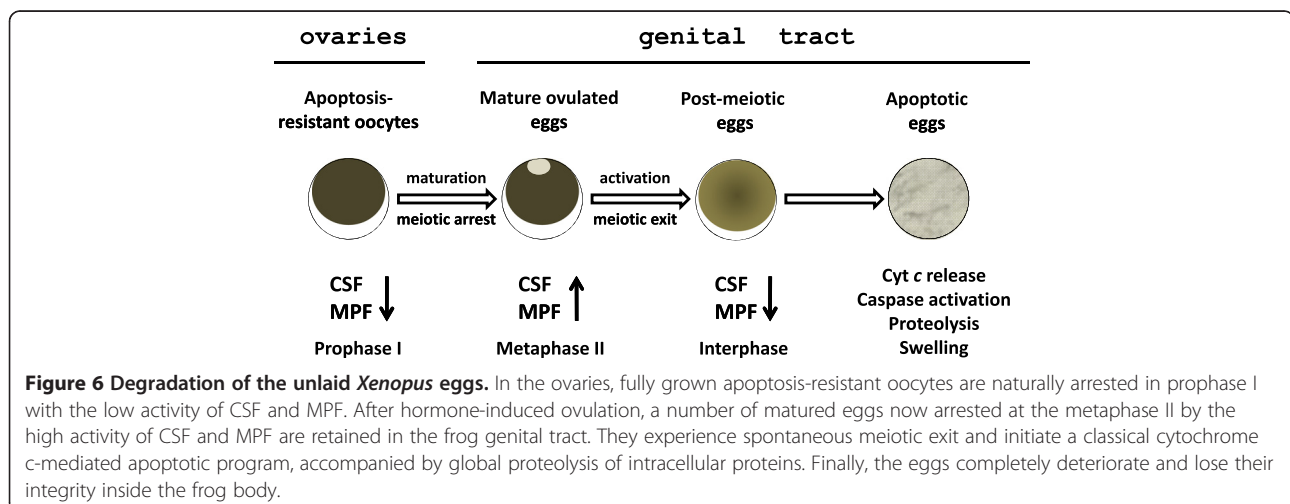 ovaries genital tract
Apoptosis-resistant oocytes
Mature ovulated eggs
Post-meiotic eggs
Apoptotic eggs
maturation
meiotic arrest
activation
meiotic exit
CSF
MPF
Prophase I
CSF
MPF
Metaphase II
CSF
MPF
Interphase
Cyt c release
Caspase activation
Proteolysis
Swelling
Figure 6 Degradation of the unlaid Xenopus eggs. In the ovaries, fully grown apoptosis-resistant oocytes are naturally arrested in prophase I
with the low activity of CSF and MPF. After hormone-induced ovulation, a number of matured eggs now arrested at the metaphase II by the
high activity of CSF and MPF are retained in the frog genital tract. They experience spontaneous meiotic exit and initiate a classical cytochrome
c-mediated apoptotic program, accompanied by global proteolysis of intracellular proteins. Finally, the eggs completely deteriorate and lose their
integrity inside the frog body.